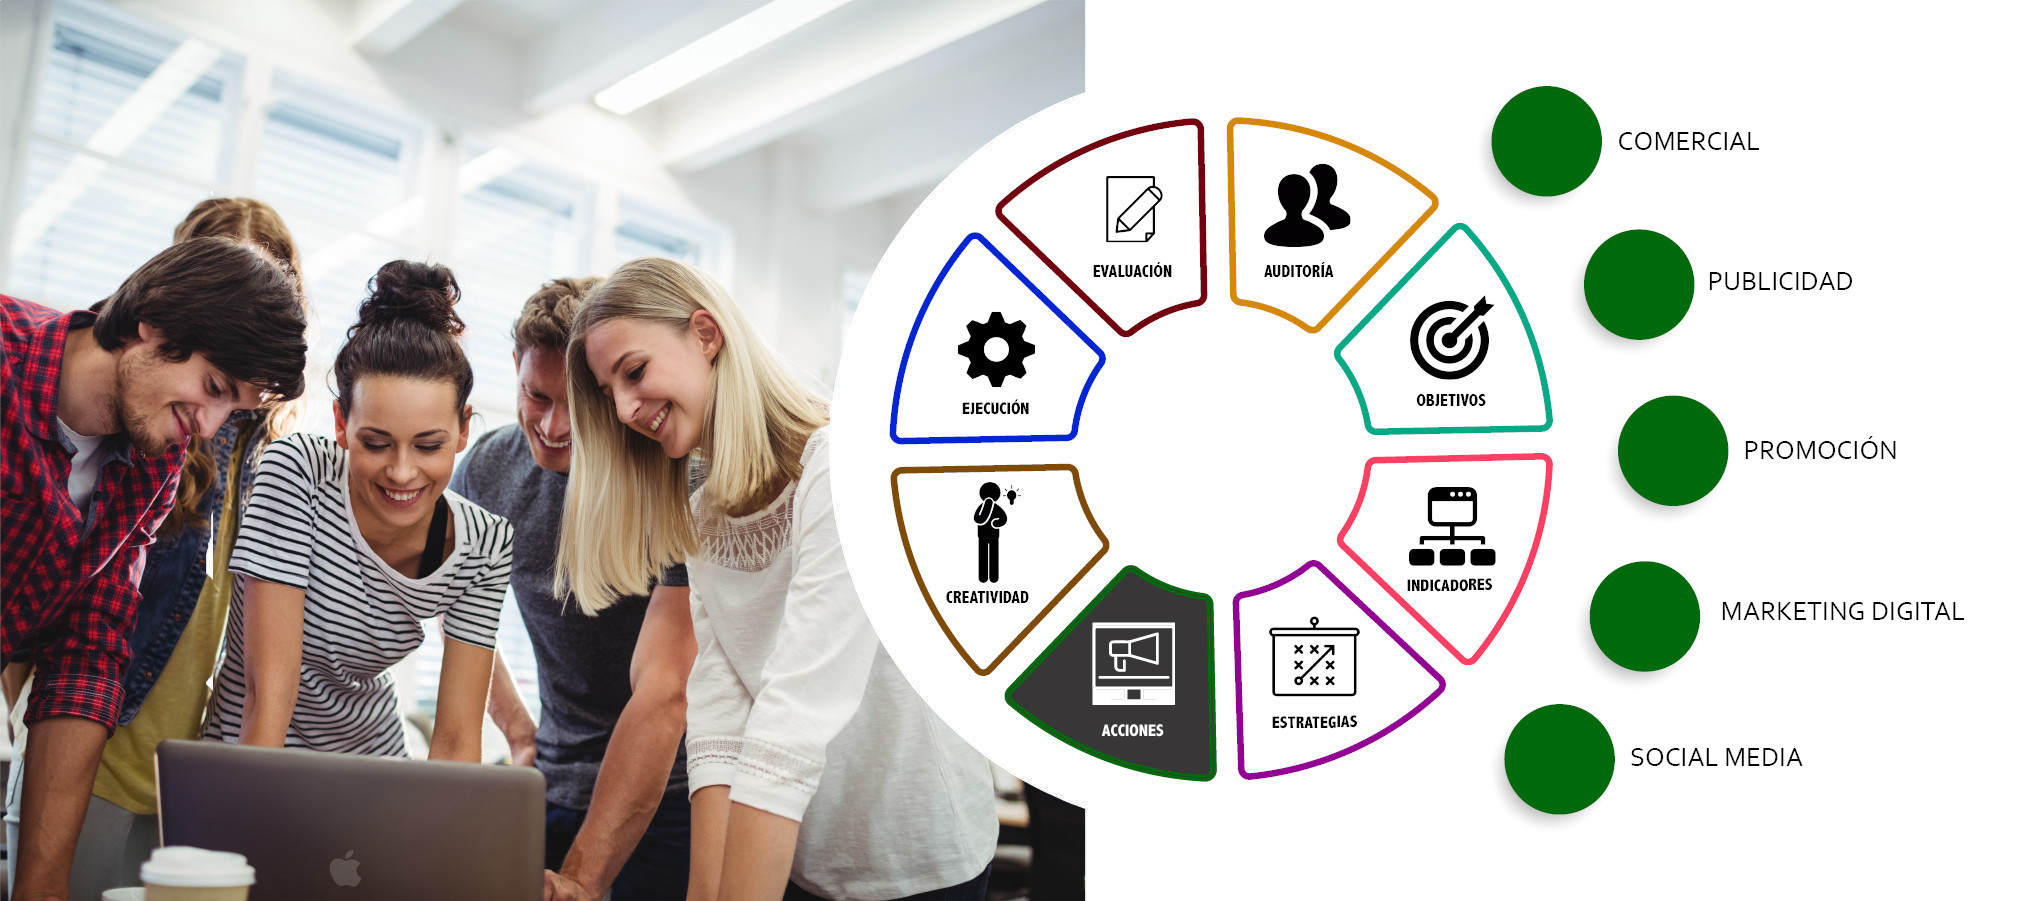 EVALUACIÓN
AUDITORÍA
EJECUCIÓN
OBJETIVOS
CREATIVIDAD
INDICADORES
ACCIONES
ESTRATEGIAS
COMERCIAL
PUBLICIDAD
PROMOCIÓN
MARKETING DIGITAL
SOCIAL MEDIA